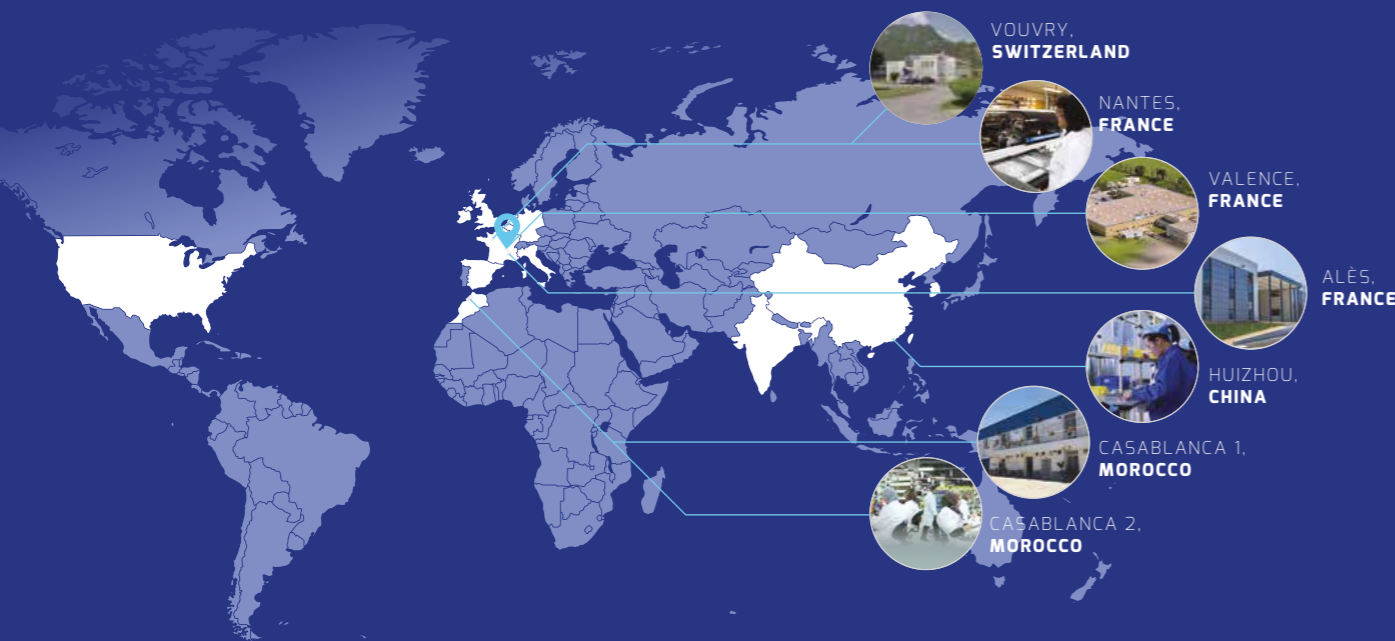 VOUVRY,
SWITZERLAND
NANTES,
FRANCE
VALENCE,
FRANCE
ALÈS,
FRANCE
HUIZHOU,
CHINA
CASABLANCA 1,
MOROCCO
CASABLANCA 2,
MOROCCO